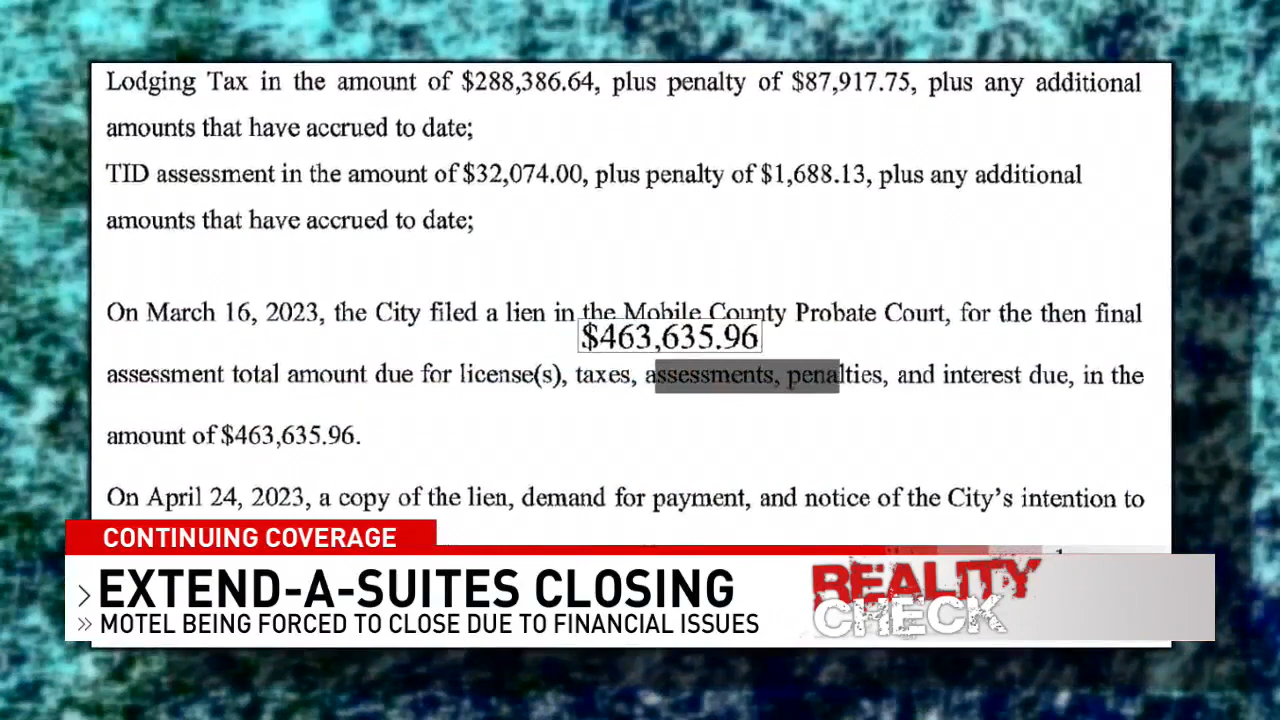 Lodging Tax in the amount of $288,386.64, plus penalty of $87,917.75, plus any additional
amounts that have accrued to date;
TID assessment in the amount of $32,074.00, plus penalty of $1,688.13, plus any additional
amounts that have accrued to date;
On March 16, 2023, the City filed a lien in the Mobile County Probate Court, for the then final
$463,635.96
assessment total amount due for license(s), taxes, assessments, penalties, and interest due, in the
amount of $463,635.96.
On April 24, 2023, a copy of the lien, demand for payment, and notice of the City's intention to
CONTINUING COVERAGE
EXTEND-A-SUITES CLOSING
MOTEL BEING FORCED TO CLOSE DUE TO FINANCIAL ISSUES
REALITY
CHECK